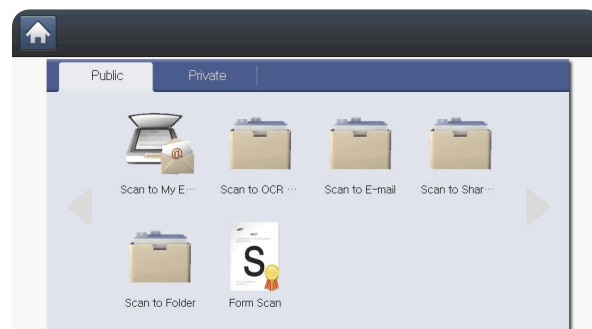 Public Private
Scan to My E··· Scan to OCR ··· Scan to E-mail Scan to Shar···
@
S
Scan to Folder Form Scan